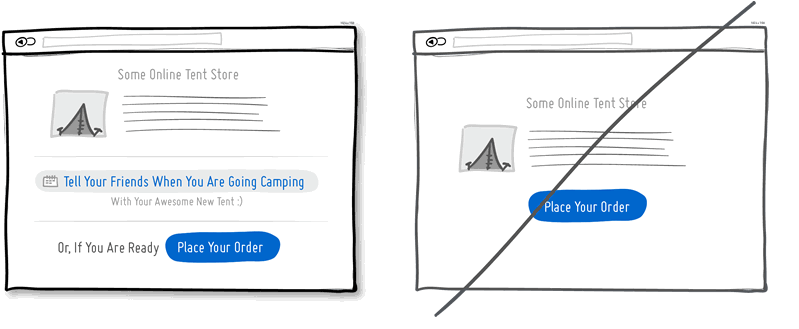 Some Online Tent Store
Tell Your Friends When You Are Going Camping
With Your Awesome New Tent :)
Or, If You Are Ready
Place Your Order
Some Online Tent Store
Place Your Order